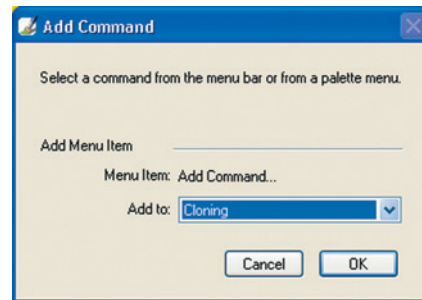 Add Command
Select a command from the menu bar or from a palette menu.
Add Menu Item
Menu Item: Add Command...
Add to: Cloning
Cancel OK